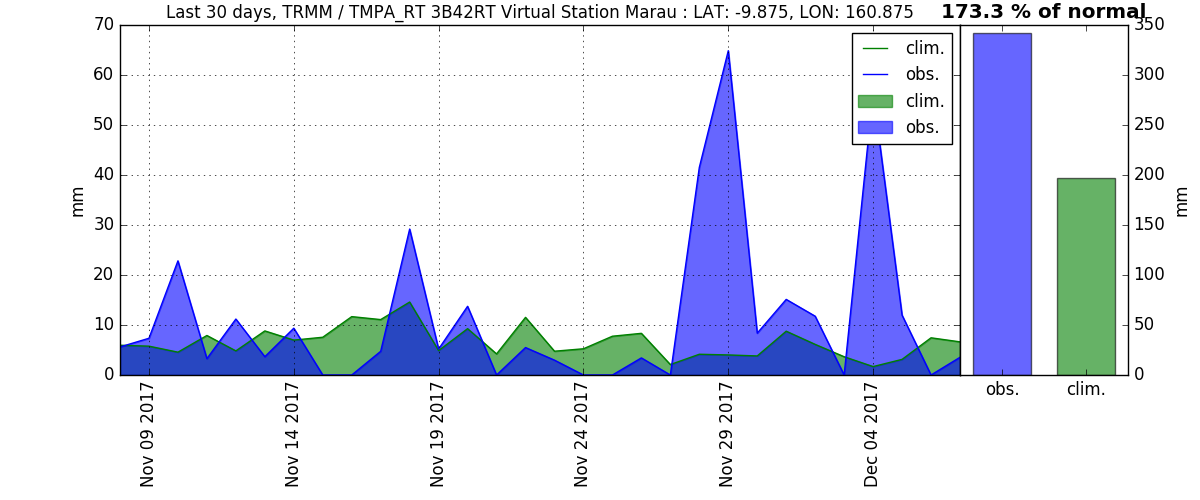 Last 30 days, TRMM / TMPA_RT 3B42RT Virtual Station Marau : LAT: -9.875, LON: 160.875
173.3 % of normal
70
60
50
40
30
20
10
0
mm
clim.
obs.
clim.
obs.
350
300
250
200
150
100
50
0
mm
obs.
clim.
Nov 09 2017
Nov 14 2017
Nov 19 2017
Nov 24 2017
Nov 29 2017
Dec 04 2017